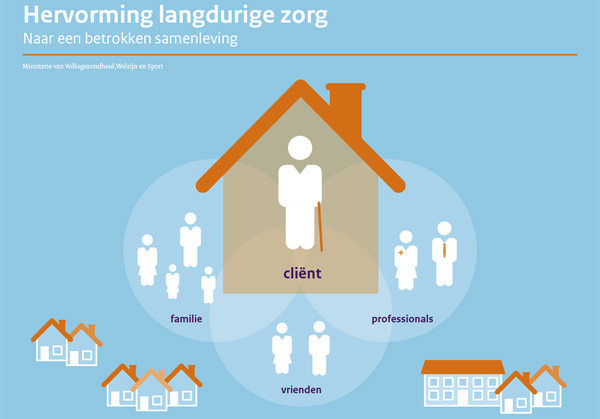 Hervorming langdurige zorg
Naar een betrokken samenleving
Ministerie van Volksgezondheid, Welzijn en Sport
cliënt
familie
professionals
vrienden